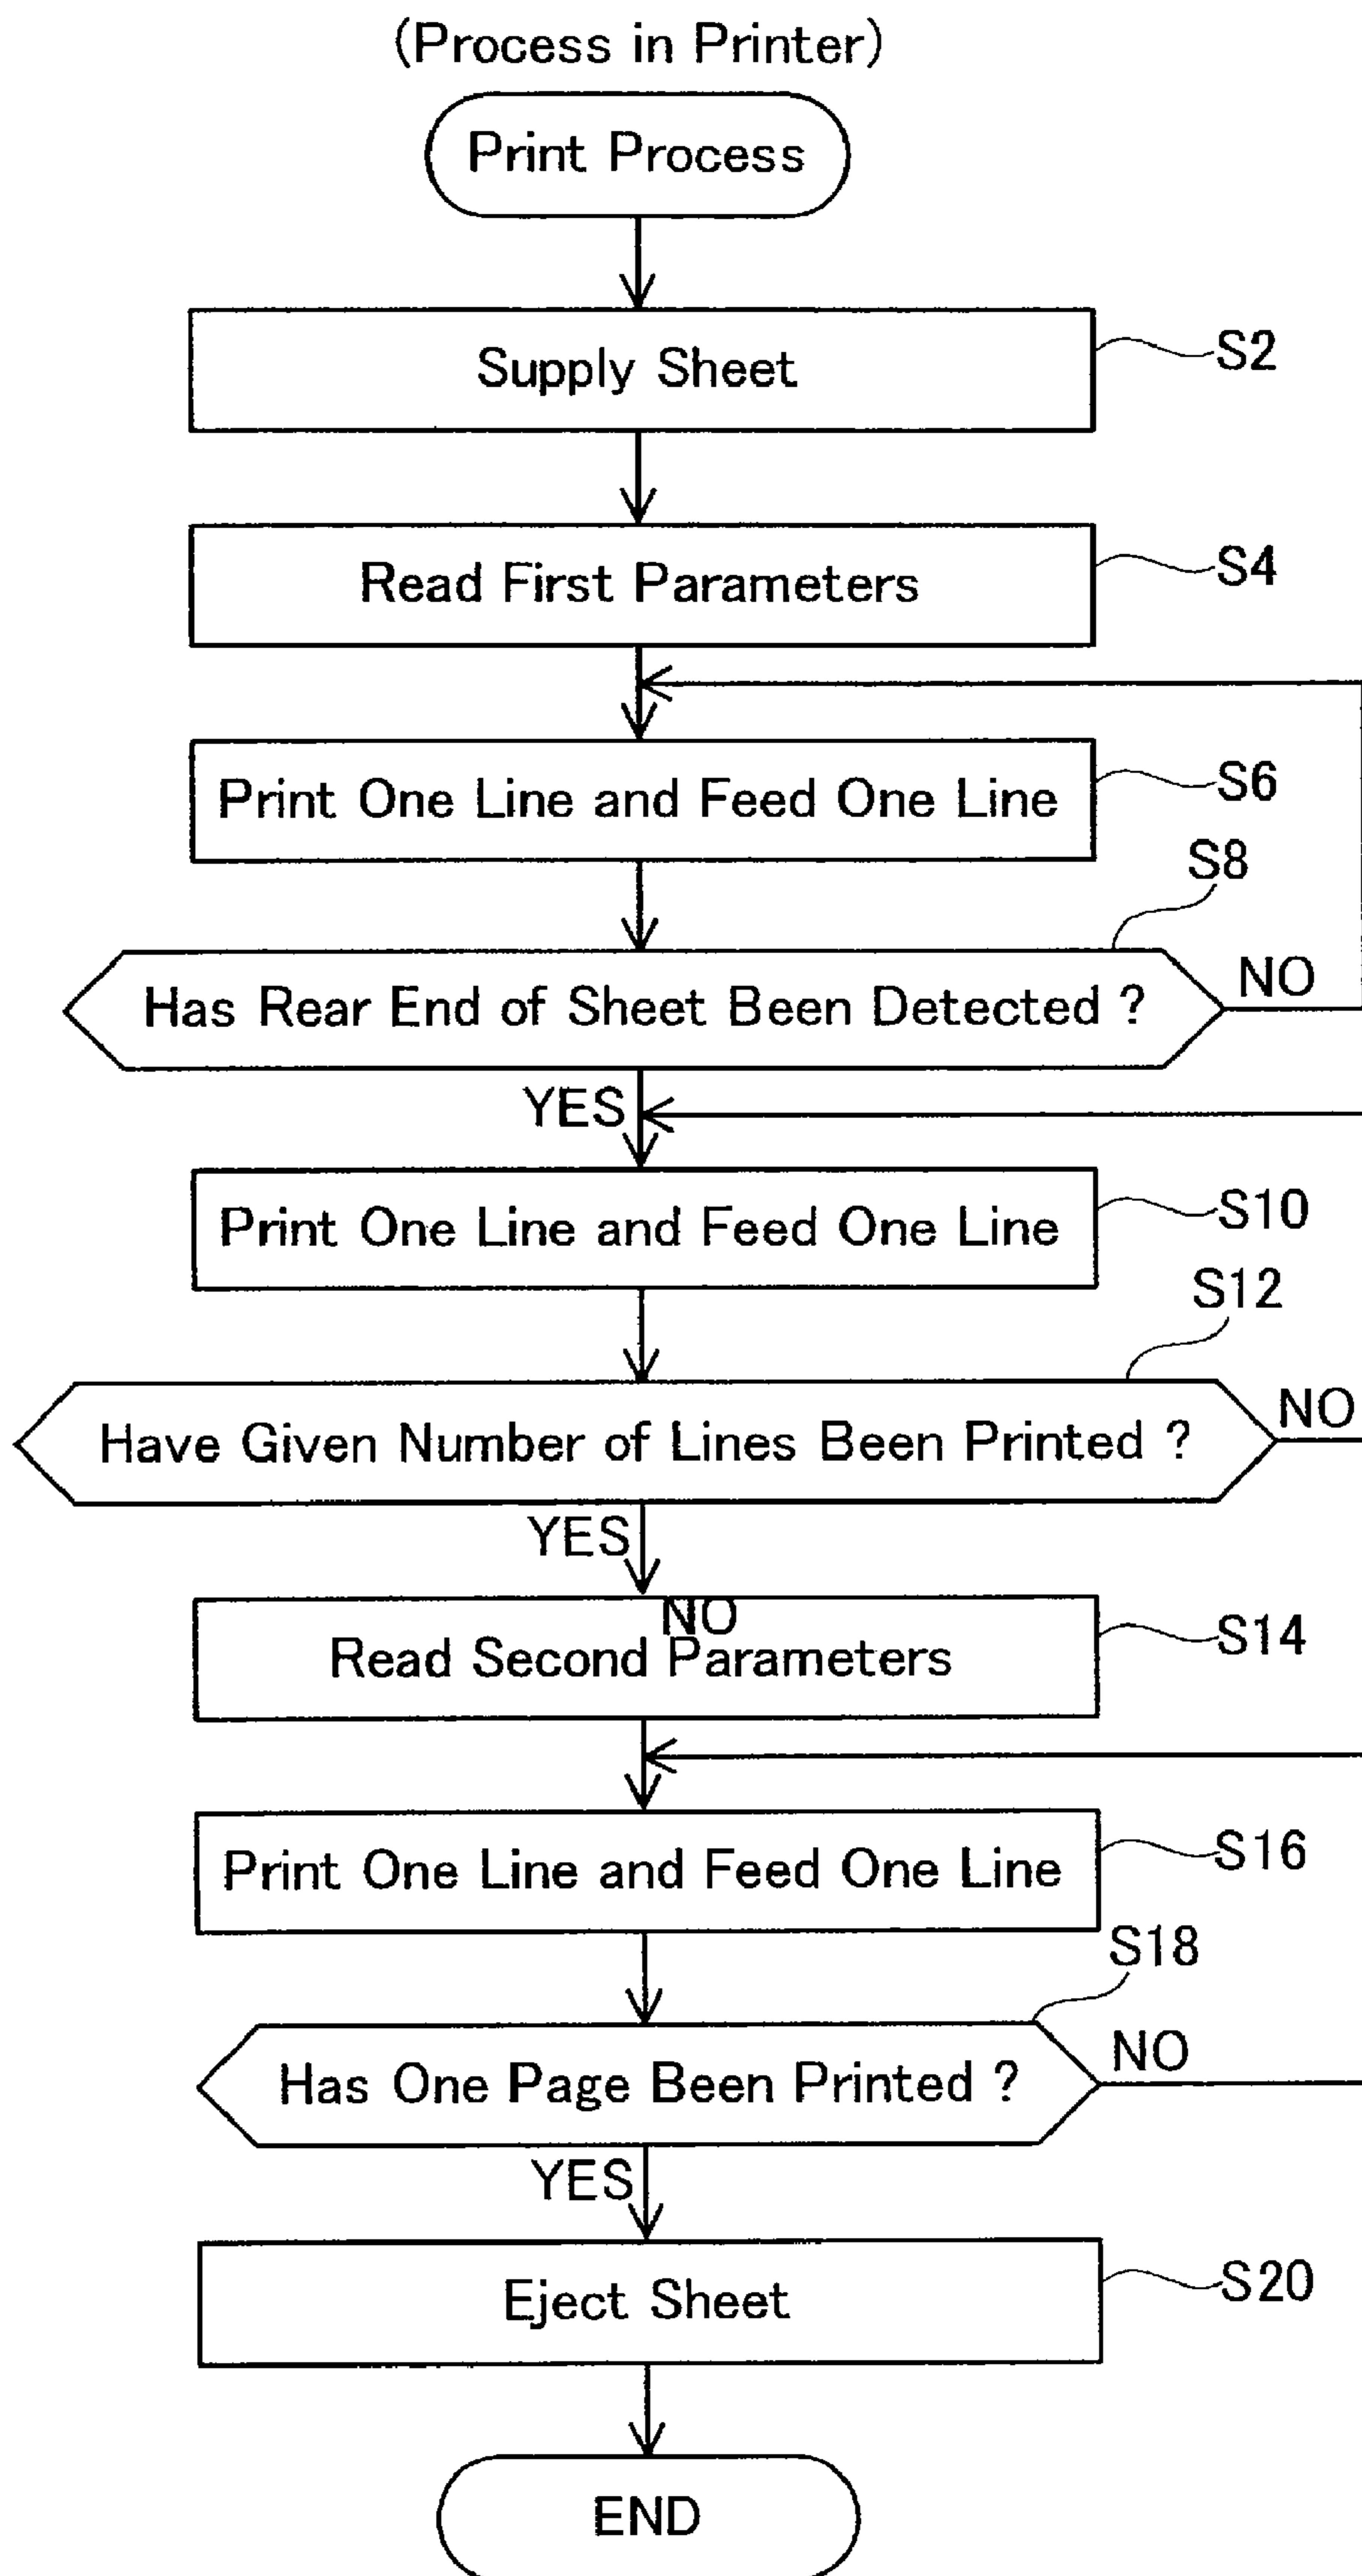 (Process in Printer)
Print Process
Supply Sheet
S2
Read First Parameters
S4
Print One Line and Feed One Line
S6
S8
Has Rear End of Sheet Been Detected ?
NO
YES
Print One Line and Feed One Line
S10
S12
Have Given Number of Lines Been Printed ?
NO
YES
NO
Read Second Parameters
S14
Print One Line and Feed One Line
S16
S18
Has One Page Been Printed ?
NO
YES
Eject Sheet
S20
END